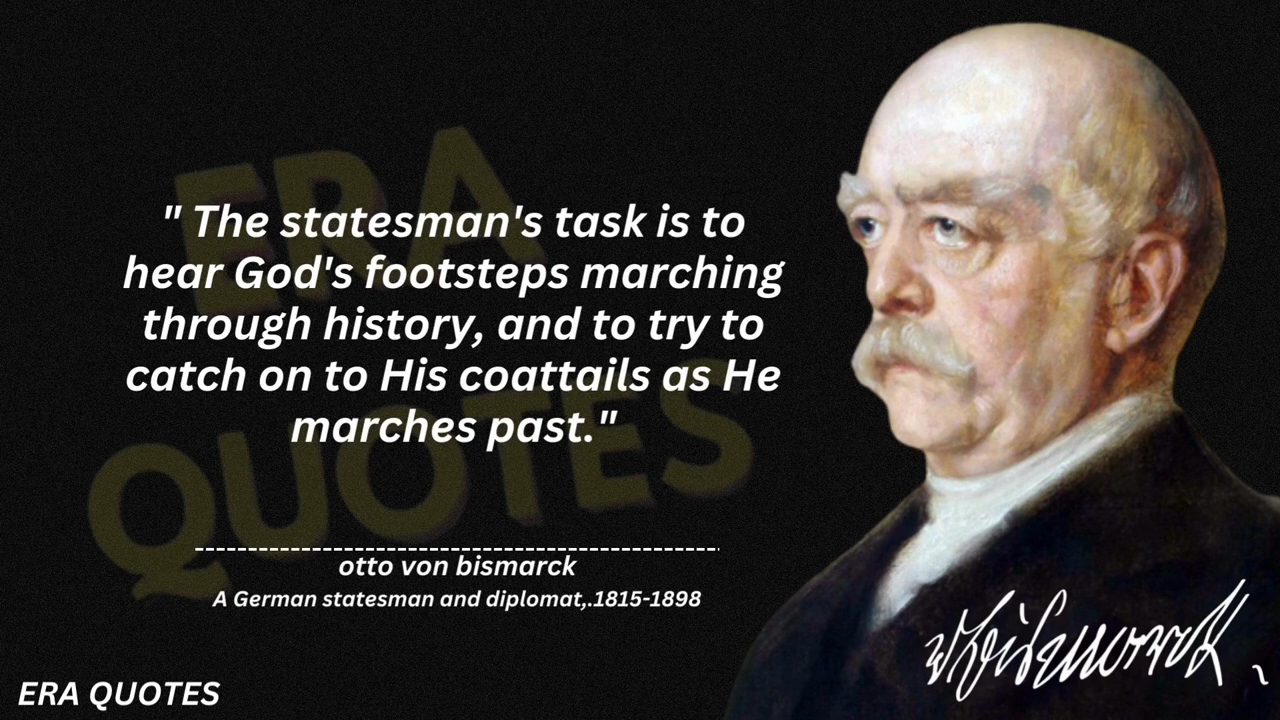 ERA
QUOTES
" The statesman's task is to
hear God's footsteps marching
through history, and to try to
catch on to His coattails as He
marches past."
otto von bismarck
A German statesman and diplomat,.1815-1898
v Bismarck
ERA QUOTES